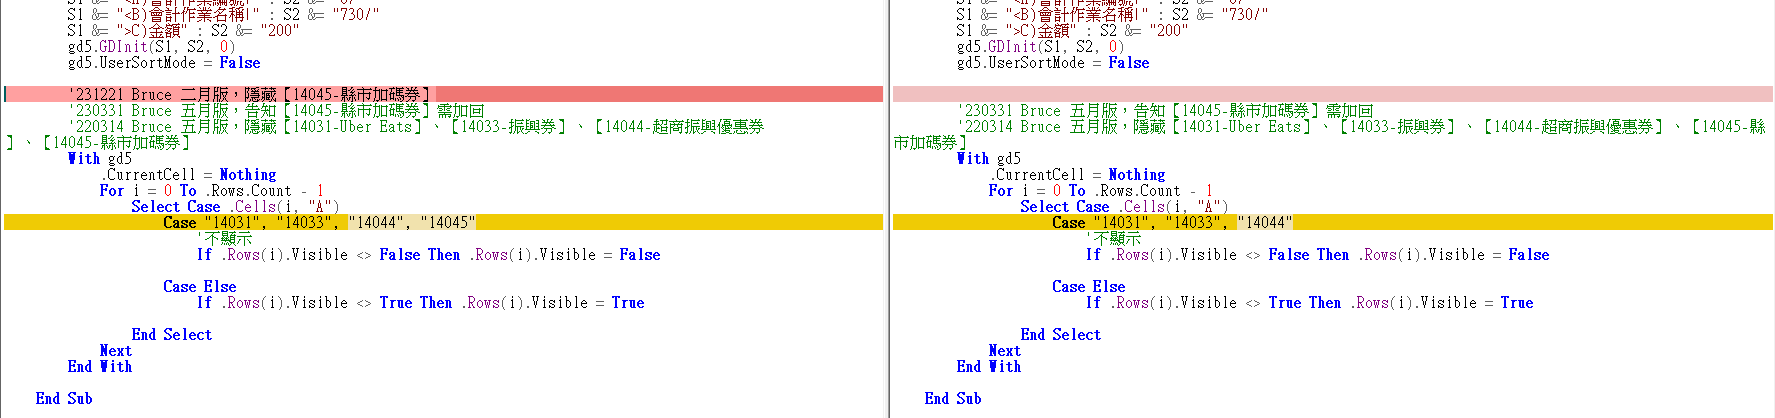 S1 &= "<B)會計作業名稱|" : S2 &= "730/"
S1 &= ">C)金額" : S2 &= "200"
gd5.GDInit(S1, S2, 0)
gd5.UserSortMode = False
'231221 Bruce 二月版，隱藏【14045-縣市加碼券】
'230331 Bruce 五月版，告知【14045-縣市加碼券】需加回
'220314 Bruce 五月版，隱藏【14031-Uber Eats】、【14033-振興券】、【14044-超商振興優惠券
】、【14045-縣市加碼券】
With gd5
.CurrentCell = Nothing
For i = 0 To .Rows.Count - 1
Select Case .Cells(i, "A")
Case "14031", "14033", "14044", "14045"
'不顯示
If .Rows(i).Visible <> False Then .Rows(i).Visible = False
Case Else
If .Rows(i).Visible <> True Then .Rows(i).Visible = True
End Select
Next
End With
End Sub
S1 &= "<B)會計作業名稱|" : S2 &= "730/"
S1 &= ">C)金額" : S2 &= "200"
gd5.GDInit(S1, S2, 0)
gd5.UserSortMode = False
'230331 Bruce 五月版，告知【14045-縣市加碼券】需加回
'220314 Bruce 五月版，隱藏【14031-Uber Eats】、【14033-振興券】、【14044-超商振興優惠券】、【14045-縣
市加碼券】
With gd5
.CurrentCell = Nothing
For i = 0 To .Rows.Count - 1
Select Case .Cells(i, "A")
Case "14031", "14033", "14044"
'不顯示
If .Rows(i).Visible <> False Then .Rows(i).Visible = False
Case Else
If .Rows(i).Visible <> True Then .Rows(i).Visible = True
End Select
Next
End With
End Sub